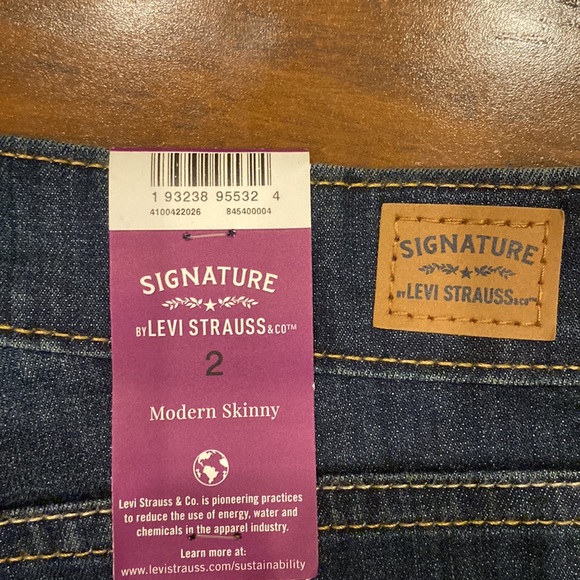 1 93238 95532 4
4100422026 845400004
SIGNATURE
BY LEVI STRAUSS & CO™
2
Modern Skinny
Levi Strauss & Co. is pioneering practices
to reduce the use of energy, water and
chemicals in the apparel industry.
Learn more at:
www.levistrauss.com/sustainability
SIGNATURE
BY LEVI STRAUSS & CO™